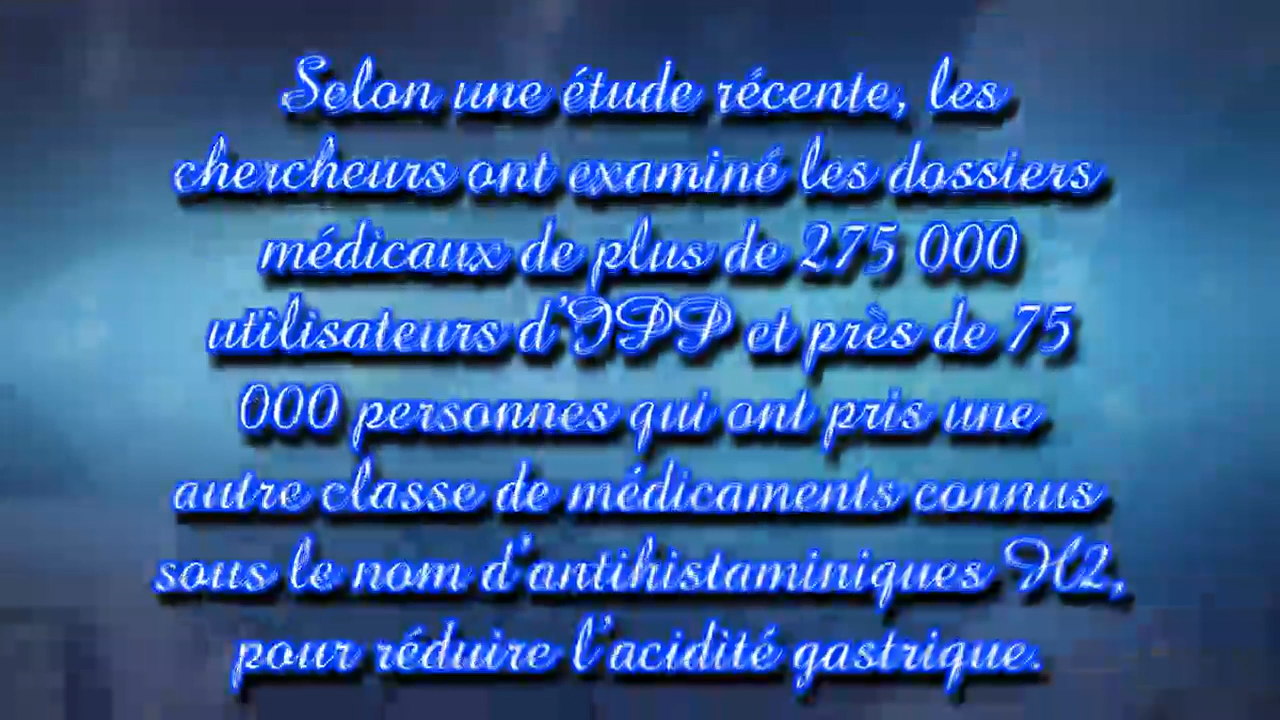 Selon une étude récente, les
chercheurs ont examiné les dossiers
médicaux de plus de 275 000
utilisateurs d'IPP et près de 75
000 personnes qui ont pris une
autre classe de médicaments connus
sous le nom d'antihistaminiques H2,
pour réduire l'acidité gastrique.